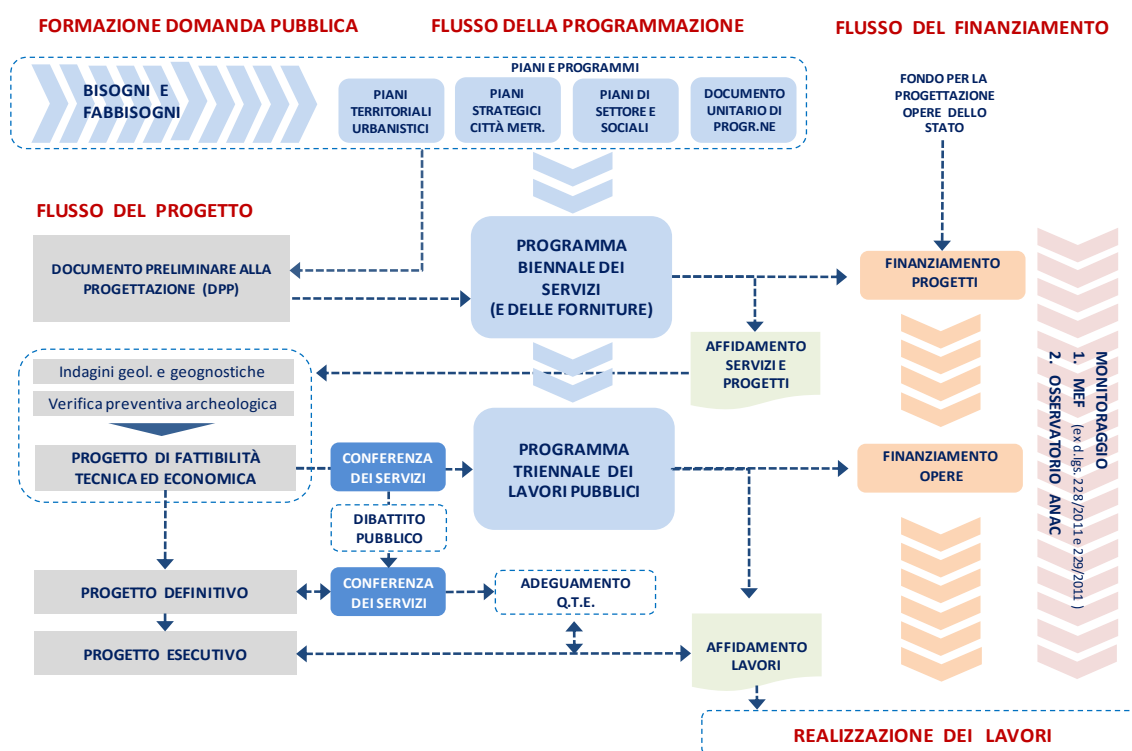 FORMAZIONE DOMANDA PUBBLICA
FLUSSO DELLA PROGRAMMAZIONE
FLUSSO DEL FINANZIAMENTO
PIANI E PROGRAMMI
BISOGNI E
FABBISOGNI
PIANI
TERRITORIALI
URBANISTICI
PIANI
STRATEGICI
CITTÀ METR.
PIANI DI
SETTORE E
SOCIALI
DOCUMENTO
UNITARIO DI
PROGR.NE
FONDO PER LA
PROGETTAZIONE
OPERE DELLO
STATO
FLUSSO DEL PROGETTO
DOCUMENTO PRELIMINARE ALLA
PROGETTAZIONE (DPP)
PROGRAMMA
BIENNALE DEI
SERVIZI
(E DELLE FORNITURE)
FINANZIAMENTO
PROGETTI
AFFIDAMENTO
SERVIZI E
PROGETTI
MONITORAGGIO
1. MEF (ex d.lgs. 228/2011 e 229/2011 )
2. OSSERVATORIO ANAC
Indagini geol. e geognostiche
Verifica preventiva archeologica
PROGETTO DI FATTIBILITÀ
TECNICA ED ECONOMICA
CONFERENZA
DEI SERVIZI
PROGRAMMA
TRIENNALE DEI
LAVORI PUBBLICI
FINANZIAMENTO
OPERE
DIBATTITO
PUBBLICO
PROGETTO DEFINITIVO
CONFERENZA
DEI SERVIZI
ADEGUAMENTO
Q.T.E.
PROGETTO ESECUTIVO
AFFIDAMENTO
LAVORI
REALIZZAZIONE DEI LAVORI